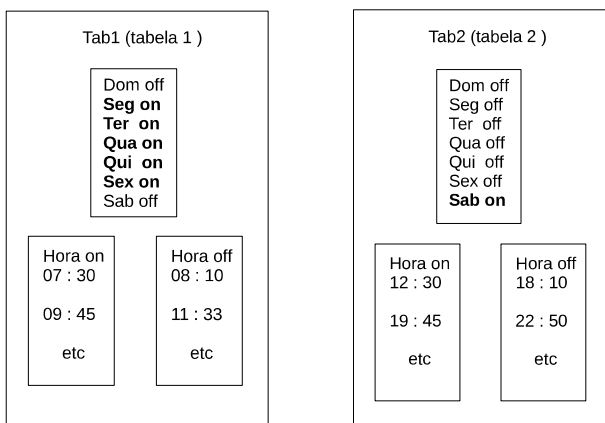 Tab1 (tabela 1 )
Dom off
Seg on
Ter  on
Qua on
Qui  on
Sex on
Sab off
Hora on
07 : 30
09 : 45
etc
Hora off
08 : 10
11 : 33
etc
Tab2 (tabela 2 )
Dom off
Seg off
Ter  off
Qua off
Qui  off
Sex off
Sab on
Hora on
12 : 30
19 : 45
etc
Hora off
18 : 10
22 : 50
etc